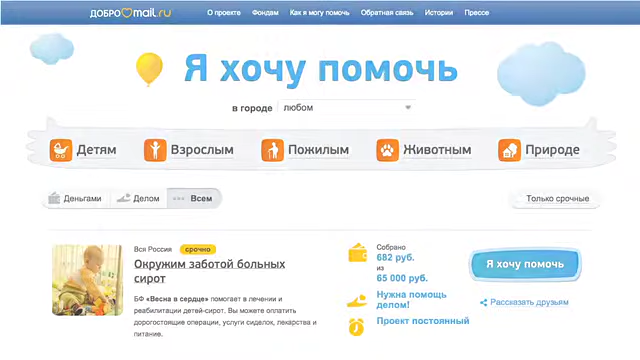 ДОБРО mail.ru О проекте Фондам Как я могу помочь Обратная связь Истории Прессе
Я хочу помочь
в городе любом
Детям Взрослым Пожилым Животным Природе
Деньгами Делом Всем Только срочные
Вся Россия срочно
Окружим заботой больных
сирот
БФ «Весна в сердце» помогает в лечении и
реабилитации детей-сирот. Вы можете оплатить
дорогостоящие операции, услуги сиделок, лекарства и
питание.
Собрано
682 руб.
из
65 000 руб.
Нужна помощь
делом!
Проект постоянный
Я хочу помочь
Рассказать друзьям